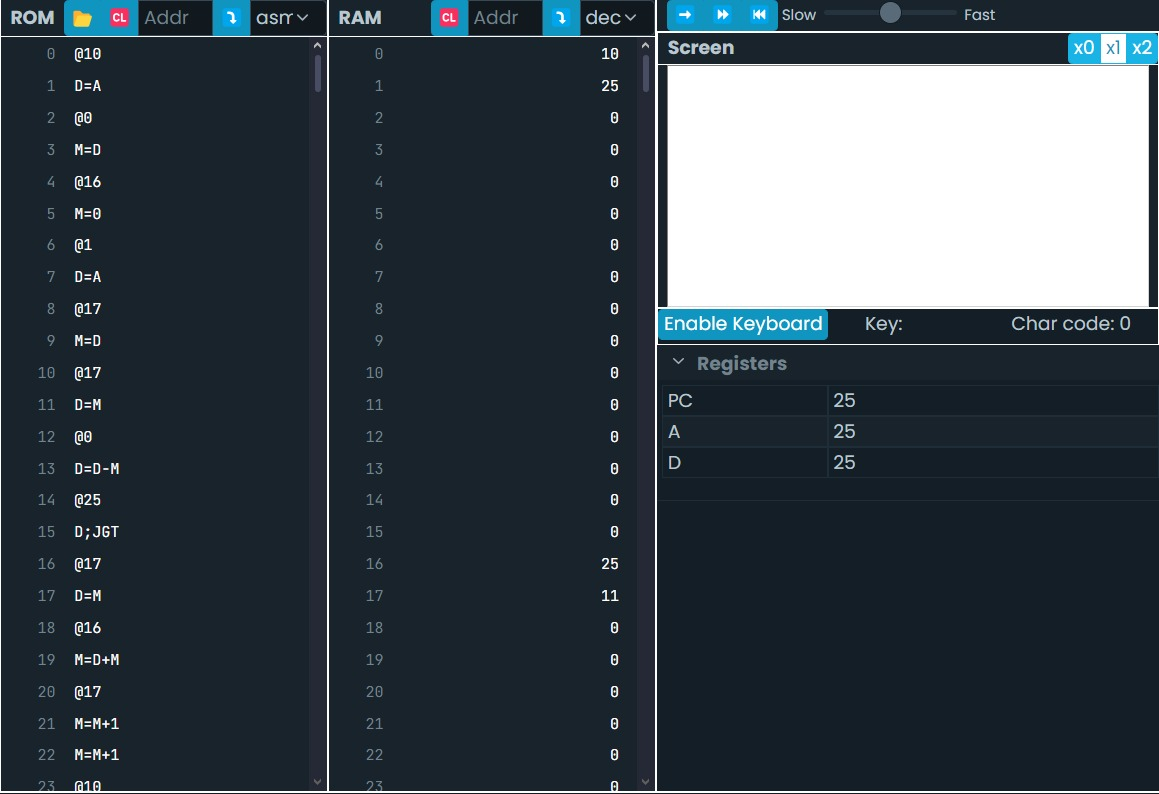 ROM CL Addr asm
0 @10
1 D=A
2 @0
3 M=D
4 @16
5 M=0
6 @1
7 D=A
8 @17
9 M=D
10 @17
11 D=M
12 @0
13 D=D-M
14 @25
15 D;JGT
16 @17
17 D=M
18 @16
19 M=D+M
20 @17
21 M=M+1
22 M=M+1
23 @10
RAM CL Addr dec
0 10
1 25
2 0
3 0
4 0
5 0
6 0
7 0
8 0
9 0
10 0
11 0
12 0
13 0
14 0
15 0
16 25
17 11
18 0
19 0
20 0
21 0
22 0
23 0
Slow Fast
Screen x0 x1 x2
Enable Keyboard Key: Char code: 0
Registers
PC 25
A 25
D 25